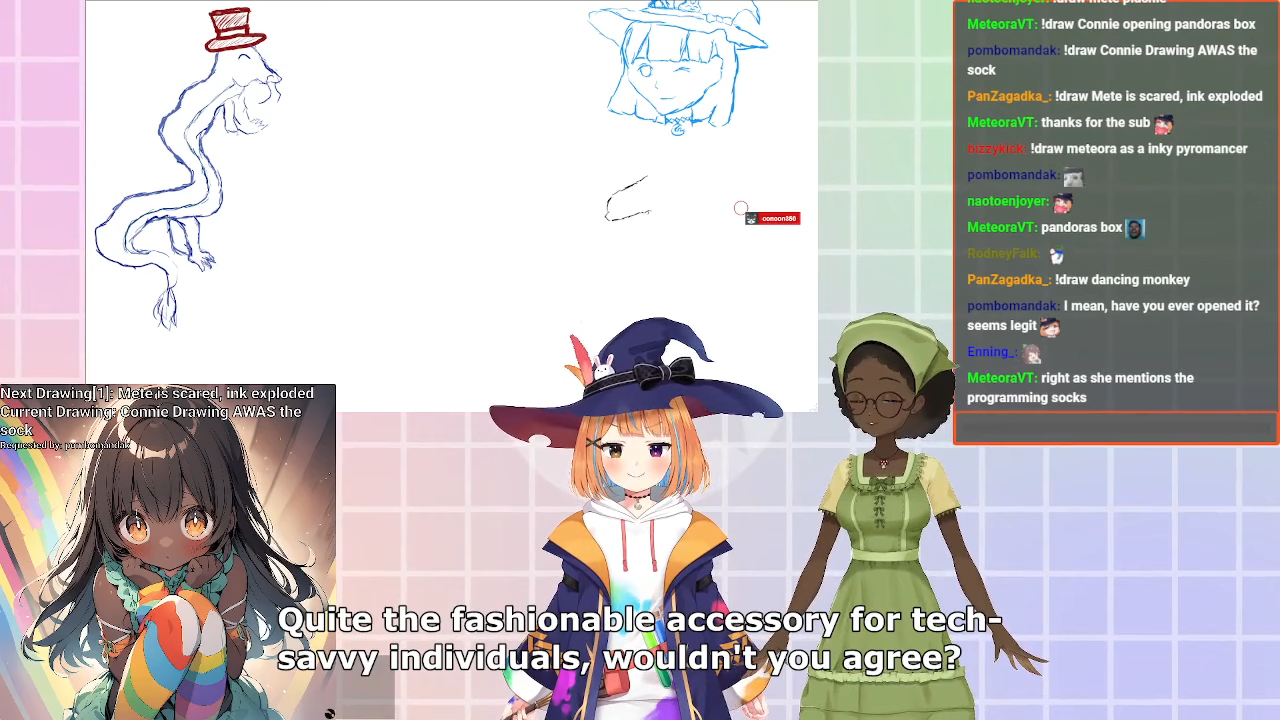 MeteoraVT: !draw Connie opening pandoras box
pombomandak: !draw Connie Drawing AWAS the
sock
PanZagadka_: !draw Mete is scared, ink exploded
MeteoraVT: thanks for the sub
bizzykick: !draw meteora as a inky pyromancer
pombomandak:
naotoenjoyer:
MeteoraVT: pandoras box
RodneyFalk:
PanZagadka_: !draw dancing monkey
pombomandak: I mean, have you ever opened it?
seems legit
Enning_:
MeteoraVT: right as she mentions the
programming socks
Next Drawing[1]: Mete is scared, ink exploded
Current Drawing: Connie Drawing AWAS the
sock
Requested by: pombomandak
Quite the fashionable accessory for tech-
savvy individuals, wouldn't you agree?